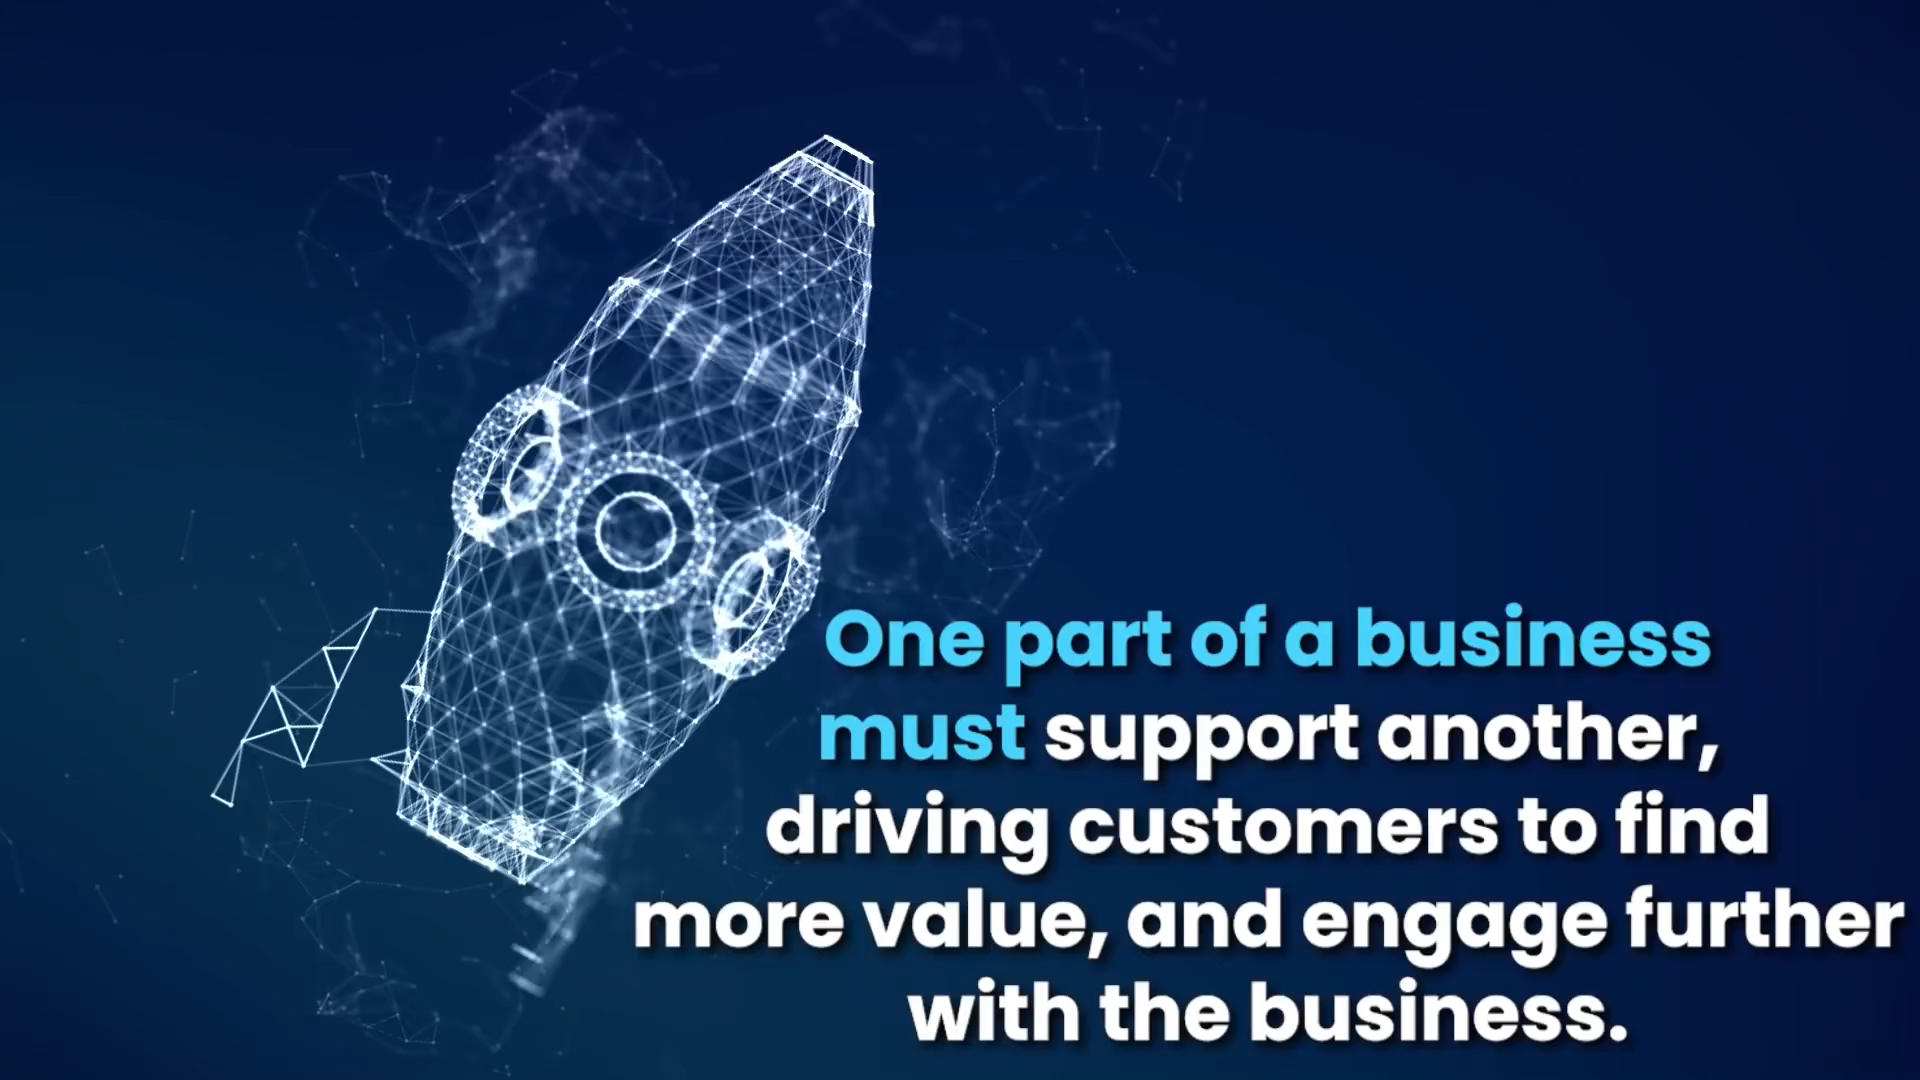 One part of a business
must support another,
driving customers to find
more value, and engage further
with the business.